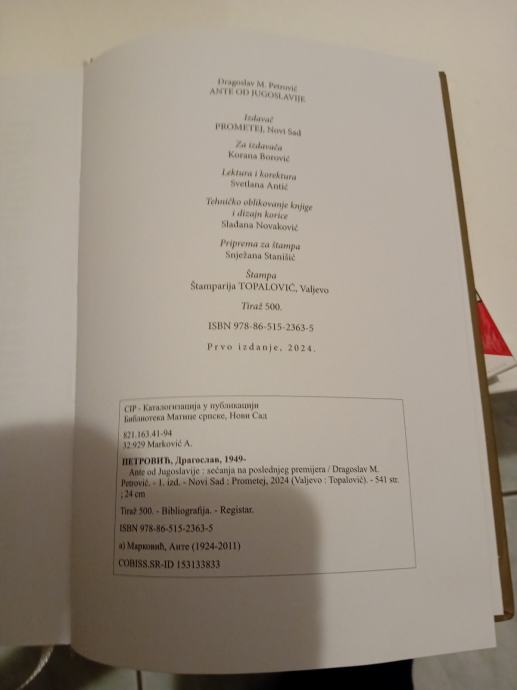 Dragoslav M. Petrović
ANTE OD JUGOSLAVIJE
Izdavač
PROMETEJ, Novi Sad
Za izdavača
Korana Borović
Lektura i korektura
Svetlana Antić
Tehničko oblikovanje knjige
i dizajn korice
Slađana Novaković
Priprema za štampa
Snježana Stanišić
Štampa
Štamparija TOPALOVIĆ, Valjevo
Tiraž 500.
ISBN 978-86-515-2363-5
Prvo izdanje, 2024.
CIP - Каталогизација у публикацији
Библиотека Матице српске, Нови Сад
821.163.41-94
32:929 Marković A.
ПЕТРОВИЋ, Драгослав, 1949-
Ante od Jugoslavije : sećanja na poslednjeg premijera / Dragoslav M.
Petrović. - 1. izd. - Novi Sad : Prometej, 2024 (Valjevo : Topalović). - 541 str.
; 24 cm
Tiraž 500. - Bibliografija. - Registar.
ISBN 978-86-515-2363-5
а) Марковић, Анте (1924-2011)
COBISS.SR-ID 153133833